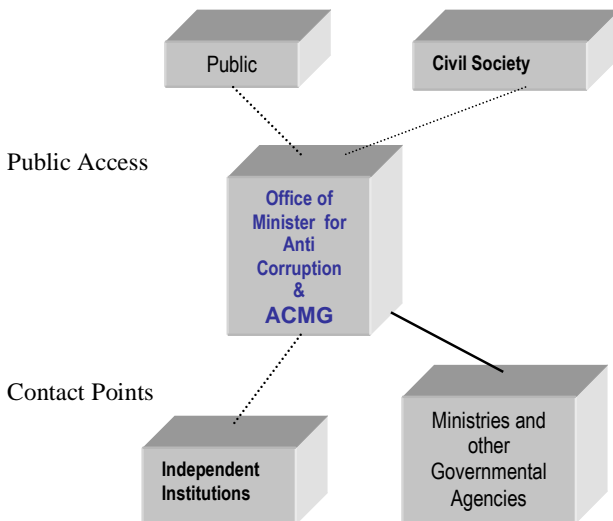 Public
Civil Society
Public Access
Office of
Minister for
Anti
Corruption
&
ACMG
Contact Points
Independent
Institutions
Ministries and
other
Governmental
Agencies